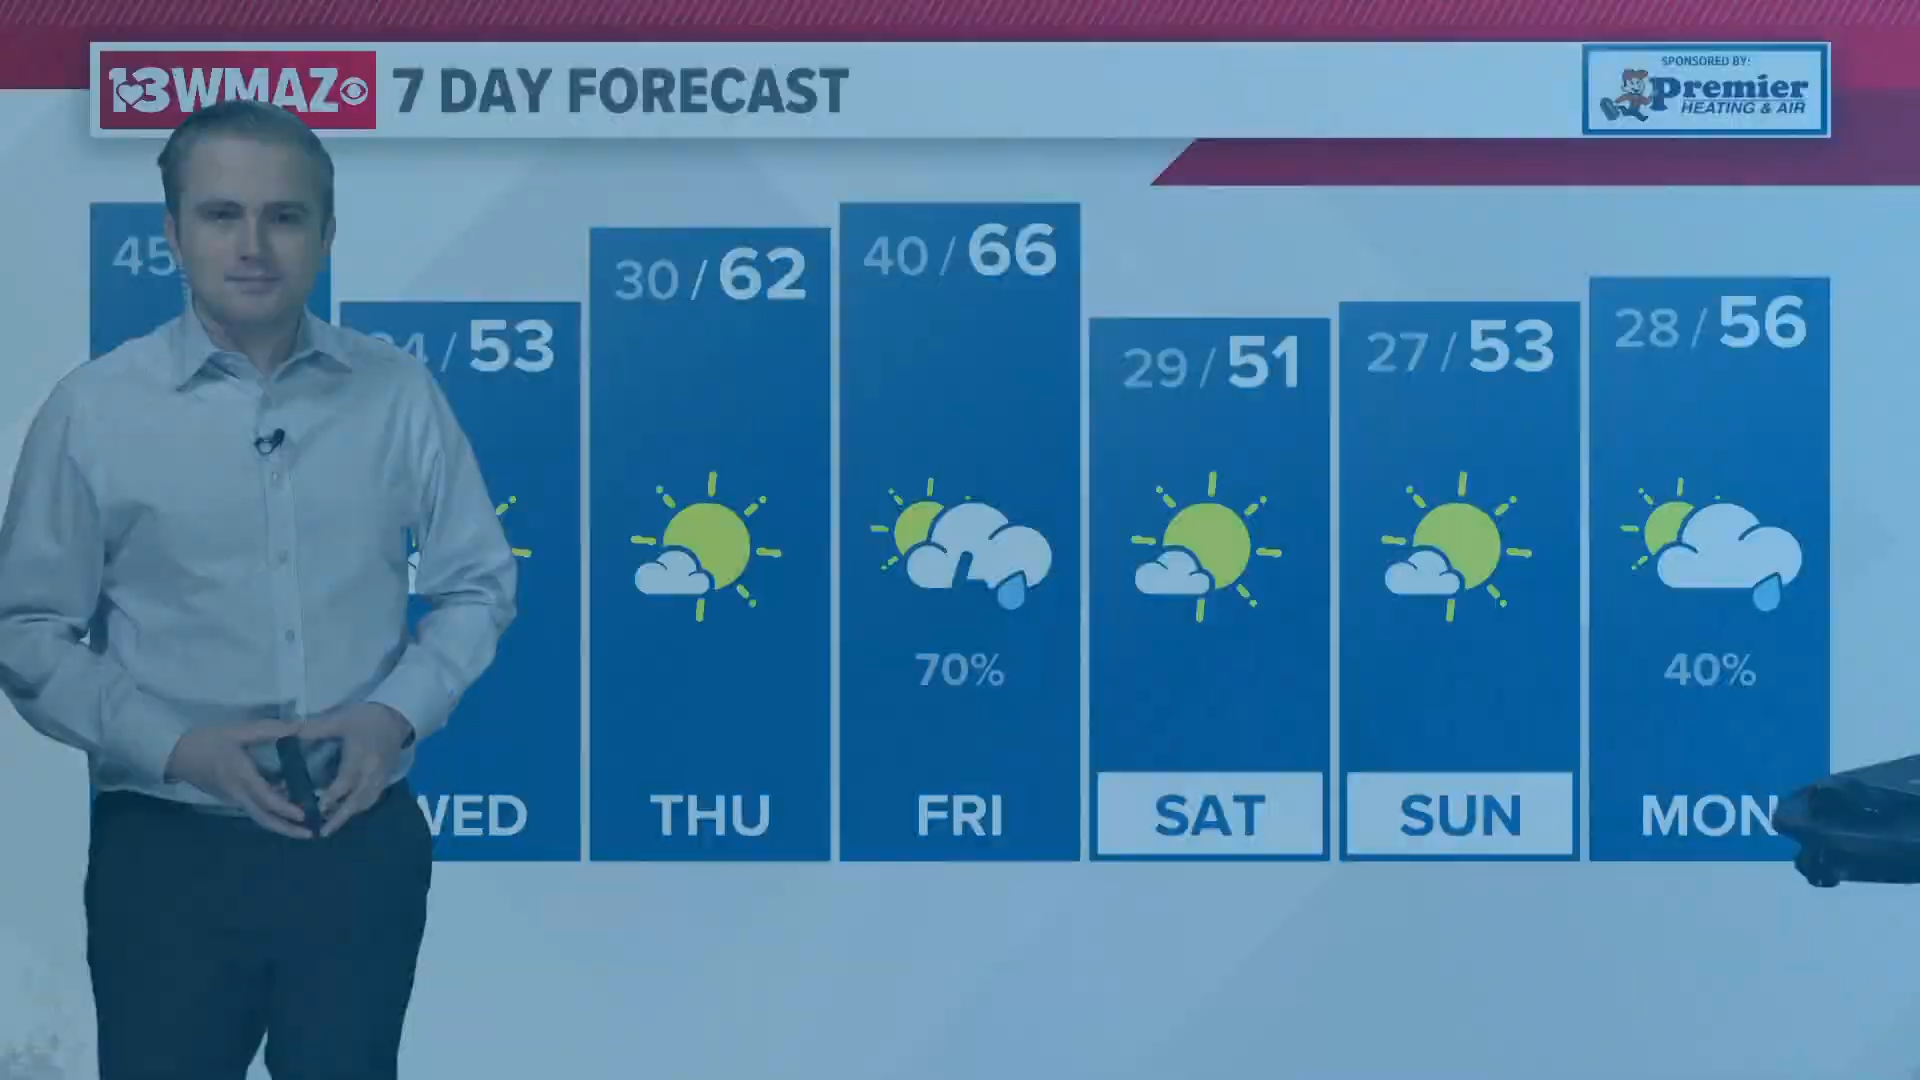 13WMAZ
7 DAY FORECAST
SPONSORED BY:
Premier
HEATING & AIR
45
/ 53
WED
30 / 62
THU
40 / 66
70%
FRI
29 / 51
SAT
27 / 53
SUN
28 / 56
40%
MON